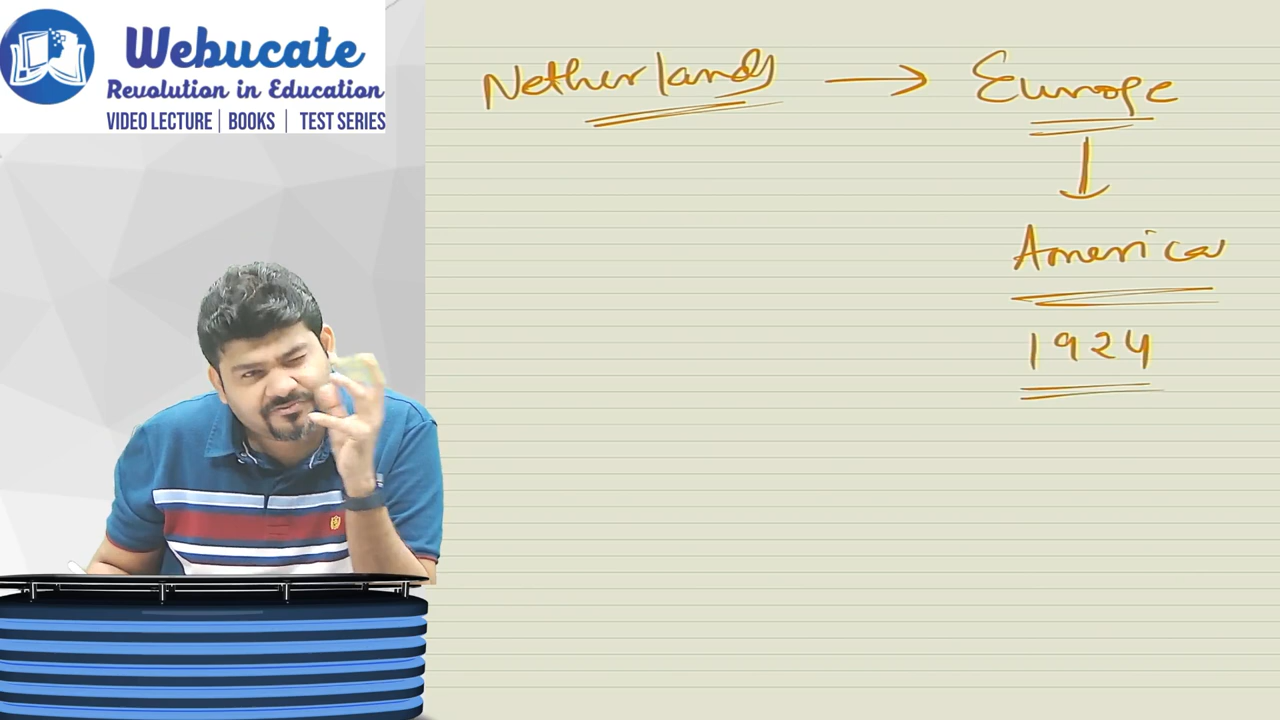 Webucate
Revolution in Education
VIDEO LECTURE | BOOKS | TEST SERIES
Netherlands → Europe
↓
America
1924